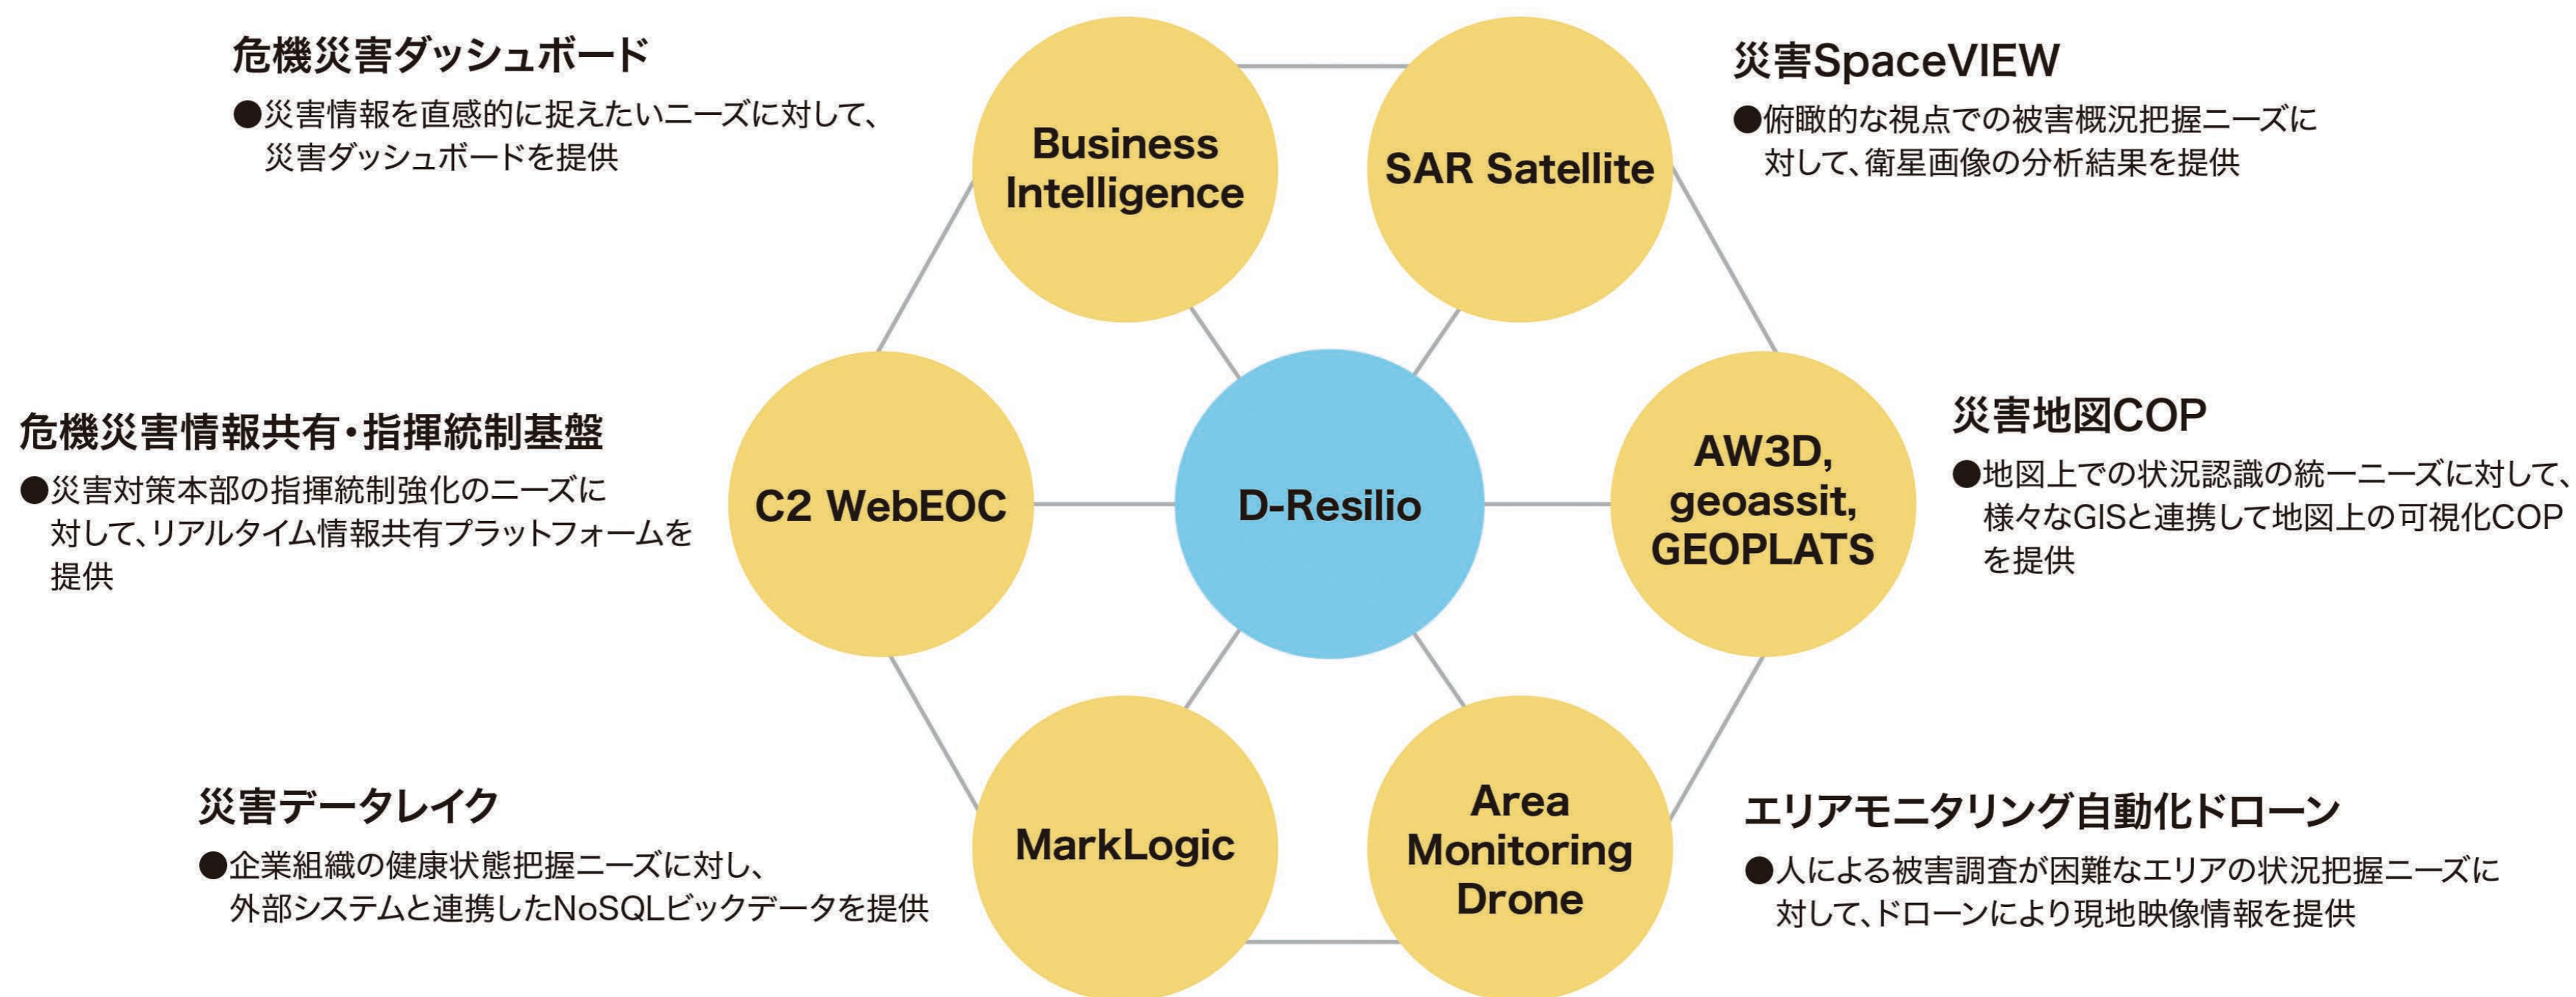 危機災害ダッシュボード
●災害情報を直感的に捉えたいニーズに対して、
災害ダッシュボードを提供
Business
Intelligence
SAR Satellite
災害SpaceVIEW
●俯瞰的な視点での被害概況把握ニーズに
対して、衛星画像の分析結果を提供
危機災害情報共有・指揮統制基盤
●災害対策本部の指揮統制強化のニーズに
対して、リアルタイム情報共有プラットフォームを
提供
C2 WebEOC
D-Resilio
AW3D,
geoassit,
GEOPLATS
災害地図COP
●地図上での状況認識の統一ニーズに対して、
様々なGISと連携して地図上の可視化COP
を提供
災害データレイク
●企業組織の健康状態把握ニーズに対し、
外部システムと連携したNoSQLビックデータを提供
MarkLogic
Area
Monitoring
Drone
エリアモニタリング自動化ドローン
●人による被害調査が困難なエリアの状況把握ニーズに
対して、ドローンにより現地映像情報を提供